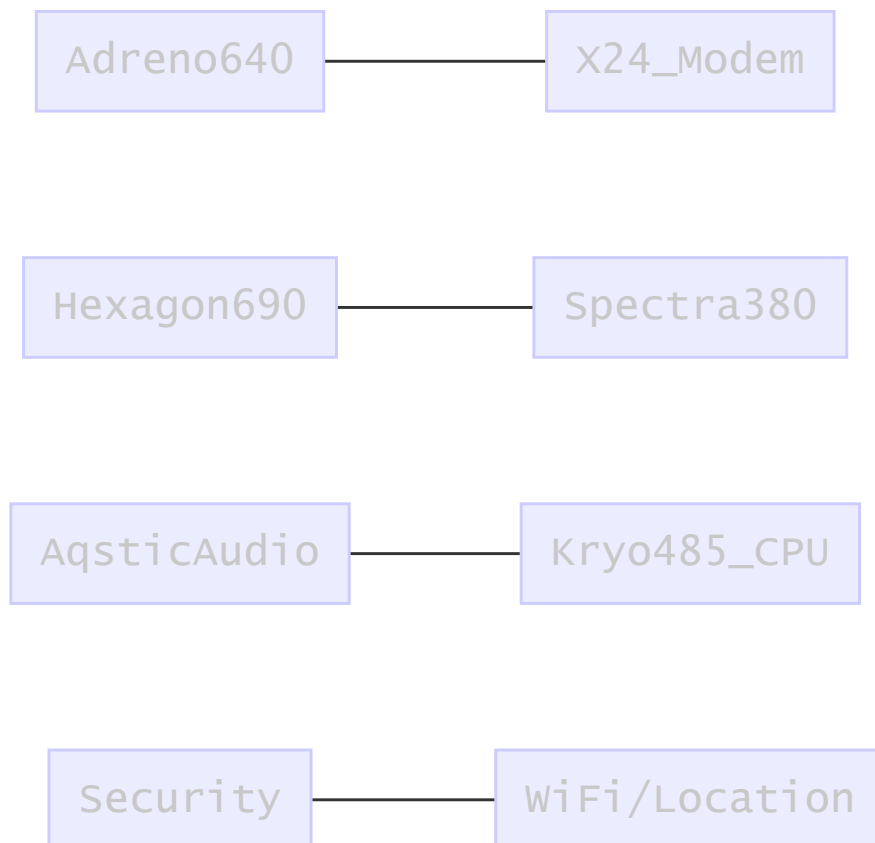 Adreno640 X24_Modem
Hexagon690 Spectra380
AqsticAudio Kryo485_CPU
Security WiFi/Location